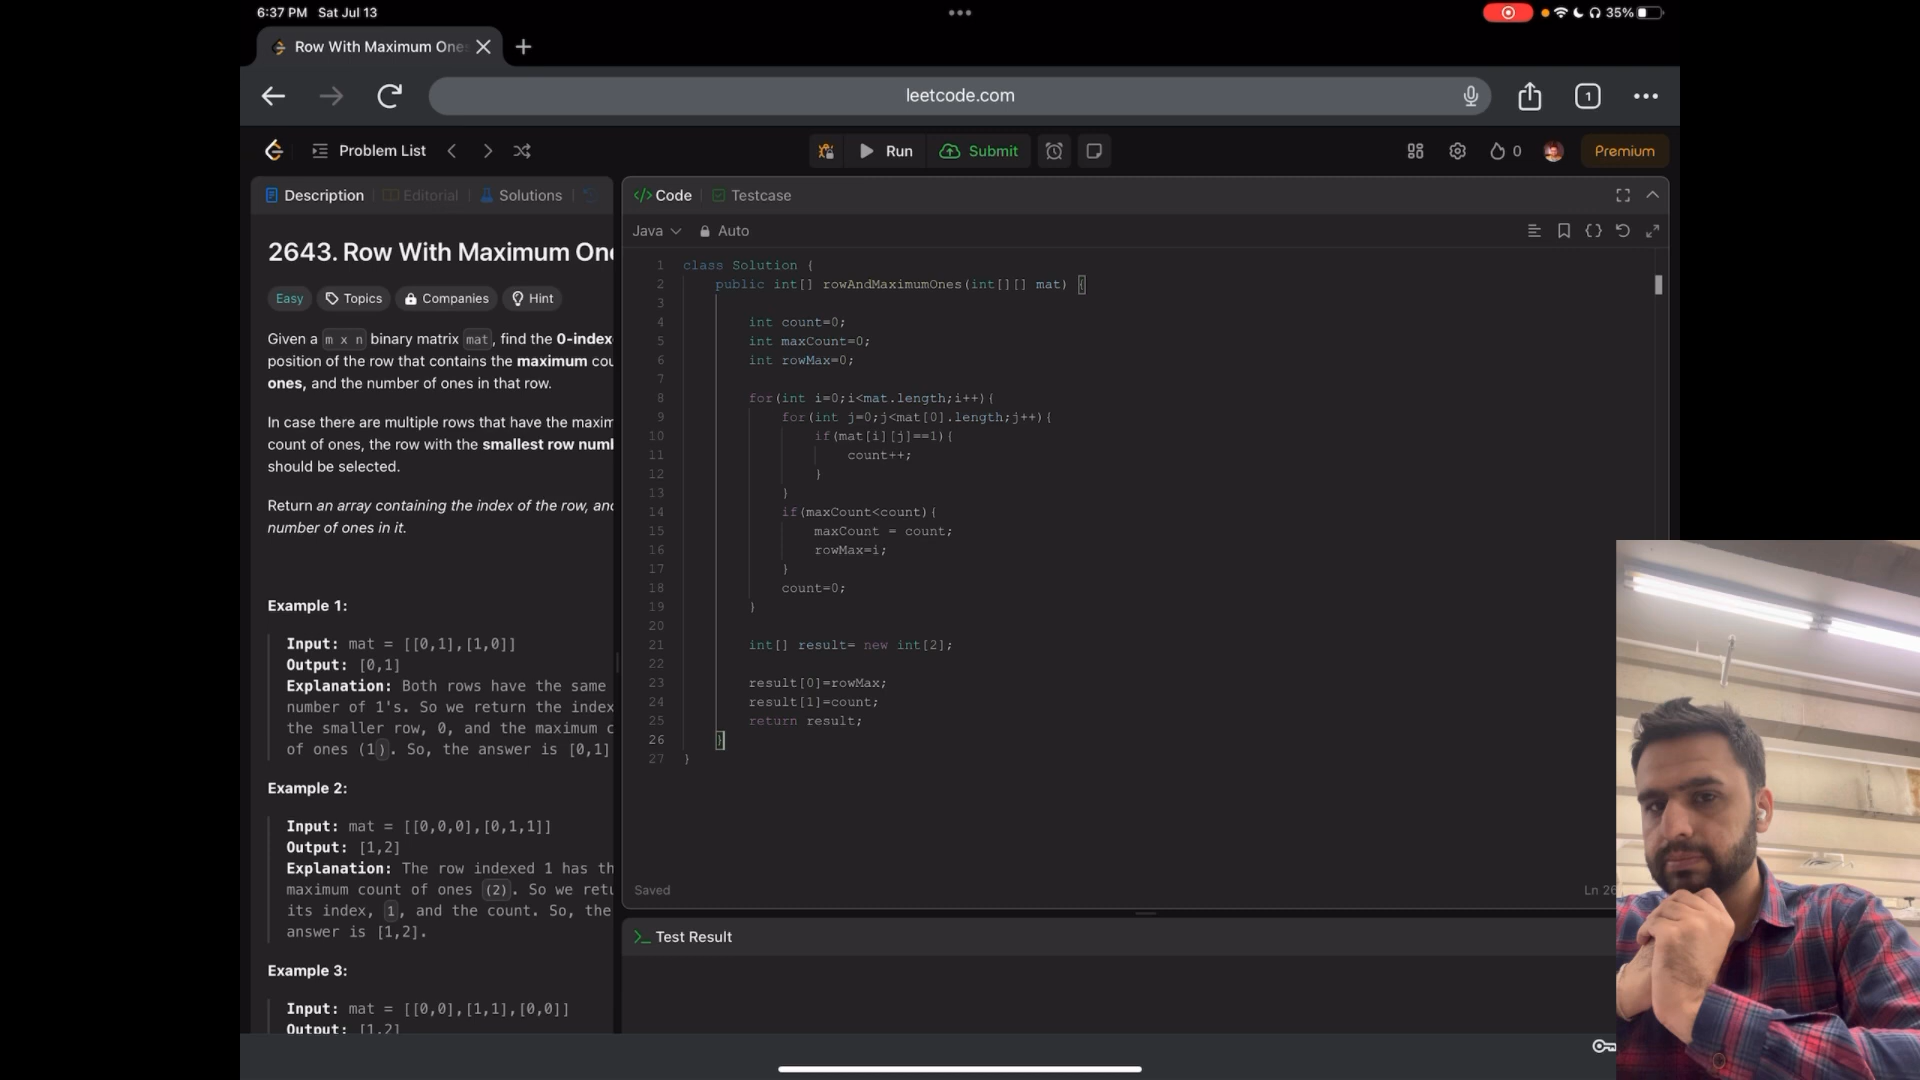 6:37 PM Sat Jul 13
35%
Row With Maximum One
leetcode.com
1
Problem List
Run
Submit
0
Premium
Description
Editorial
Solutions
Code
Testcase
Java
Auto
2643. Row With Maximum On
Easy
Topics
Companies
Hint
Given a m x n binary matrix mat, find the 0-index
position of the row that contains the maximum cou
ones, and the number of ones in that row.
In case there are multiple rows that have the maxim
count of ones, the row with the smallest row num
should be selected.
Return an array containing the index of the row, and
number of ones in it.
Example 1:
Input: mat = [[0,1],[1,0]]
Output: [0,1]
Explanation: Both rows have the same
number of 1's. So we return the index
the smaller row, 0, and the maximum c
of ones (1). So, the answer is [0,1]
Example 2:
Input: mat = [[0,0,0],[0,1,1]]
Output: [1,2]
Explanation: The row indexed 1 has th
maximum count of ones (2). So we retu
its index, 1, and the count. So, the
answer is [1,2].
Example 3:
Input: mat = [[0,0],[1,1],[0,0]]
Output: [1,2]
1 class Solution {
2 public int[] rowAndMaximumOnes(int[][] mat) {
3
4 int count=0;
5 int maxCount=0;
6 int rowMax=0;
7
8 for(int i=0;i<mat.length;i++){
9 for(int j=0;j<mat[0].length;j++){
10 if(mat[i][j]==1){
11 count++;
12 }
13 }
14 if(maxCount<count){
15 maxCount = count;
16 rowMax=i;
17 }
18 count=0;
19 }
20
21 int[] result= new int[2];
22
23 result[0]=rowMax;
24 result[1]=count;
25 return result;
26 }
27 }
Saved
Ln 26
Test Result